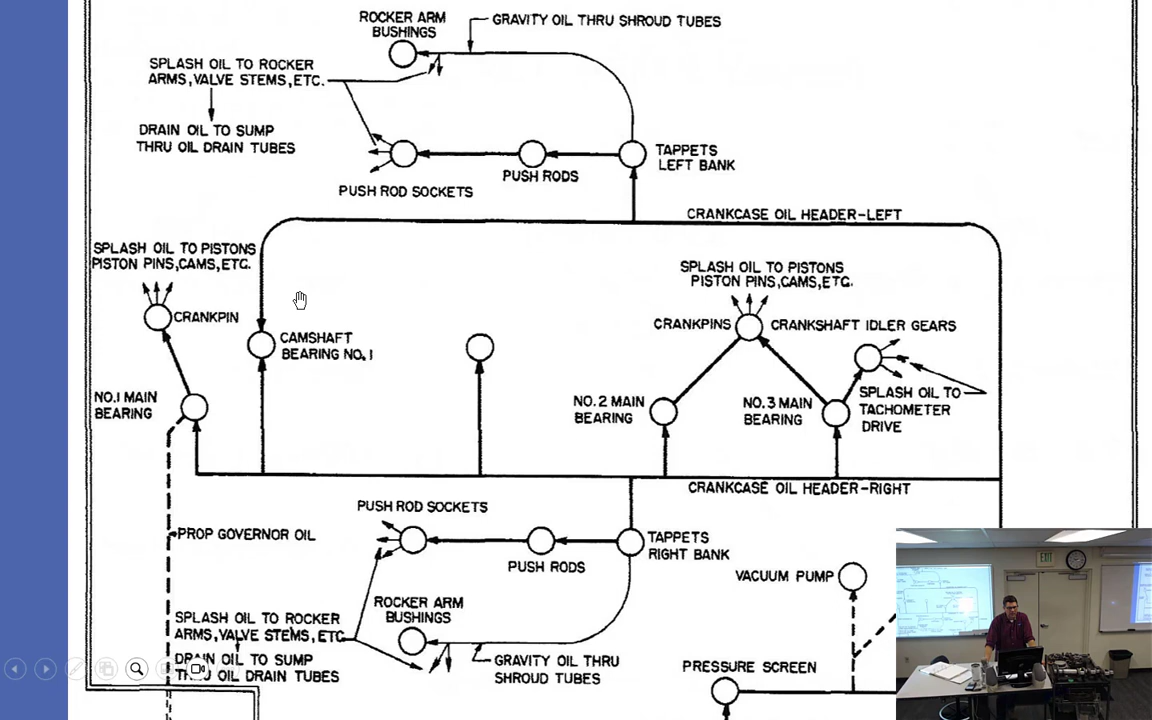 ROCKER ARM
BUSHINGS
GRAVITY OIL THRU SHROUD TUBES
SPLASH OIL TO ROCKER
ARMS, VALVE STEMS, ETC.
DRAIN OIL TO SUMP
THRU OIL DRAIN TUBES
TAPPETS
LEFT BANK
PUSH RODS
PUSH ROD SOCKETS
CRANKCASE OIL HEADER-LEFT
SPLASH OIL TO PISTONS
PISTON PINS, CAMS, ETC.
CRANKPIN
CAMSHAFT
BEARING NO. 1
SPLASH OIL TO PISTONS
PISTON PINS, CAMS, ETC.
CRANKPINS
CRANKSHAFT IDLER GEARS
NO. 1 MAIN
BEARING
NO. 2 MAIN
BEARING
NO. 3 MAIN
BEARING
SPLASH OIL TO
TACHOMETER
DRIVE
CRANKCASE OIL HEADER-RIGHT
PUSH ROD SOCKETS
PROP GOVERNOR OIL
PUSH RODS
TAPPETS
RIGHT BANK
VACUUM PUMP
ROCKER ARM
BUSHINGS
SPLASH OIL TO ROCKER
ARMS, VALVE STEMS, ETC
DRAIN OIL TO SUMP
THRU OIL DRAIN TUBES
GRAVITY OIL THRU
SHROUD TUBES
PRESSURE SCREEN
EXIT